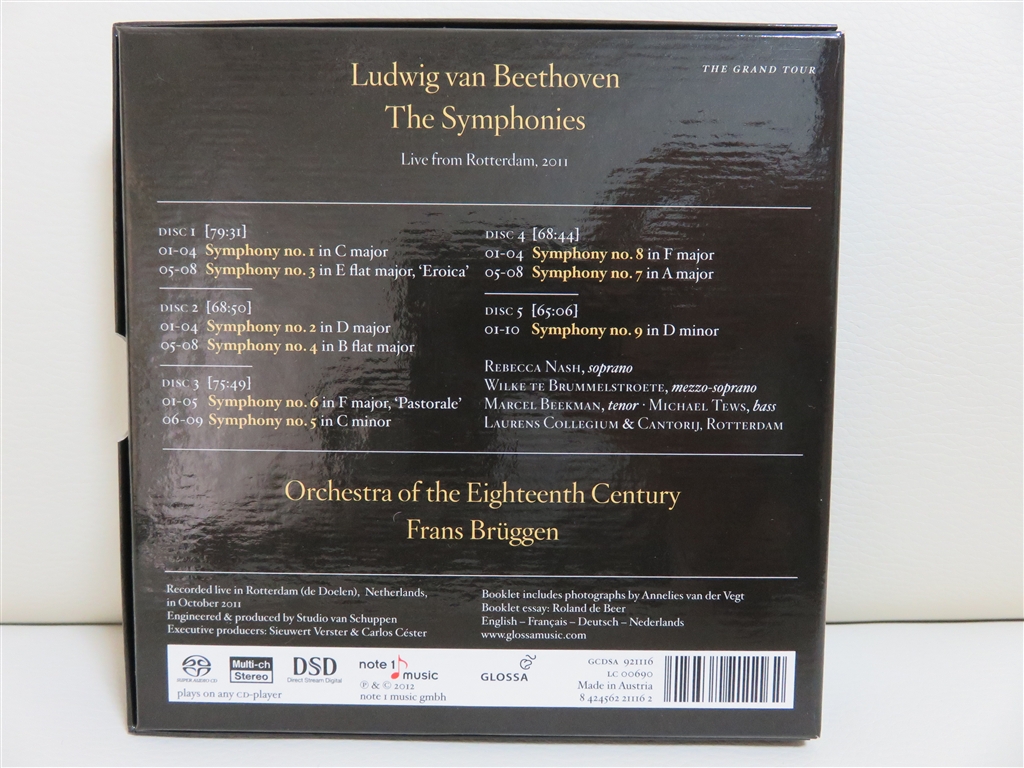 THE GRAND TOUR
Ludwig van Beethoven
The Symphonies
Live from Rotterdam, 2011
DISC 1 [79:31]
01-04 Symphony no. 1 in C major
05-08 Symphony no. 3 in E flat major, ‘Eroica’
DISC 2 [68:50]
01-04 Symphony no. 2 in D major
05-08 Symphony no. 4 in B flat major
DISC 3 [75:49]
01-05 Symphony no. 6 in F major, ‘Pastorale’
06-09 Symphony no. 5 in C minor
DISC 4 [68:44]
01-04 Symphony no. 8 in F major
05-08 Symphony no. 7 in A major
DISC 5 [65:06]
01-10 Symphony no. 9 in D minor
REBECCA NASH, soprano
WILKE TE BRUMMELSTROETE, mezzo-soprano
MARCEL BEEKMAN, tenor · MICHAEL TEWS, bass
LAURENS COLLEGIUM & CANTORIJ, ROTTERDAM
Orchestra of the Eighteenth Century
Frans Brüggen
Recorded live in Rotterdam (de Doelen), Netherlands,
in October 2011
Engineered & produced by Studio van Schuppen
Executive producers: Sieuwert Verster & Carlos Céster
Booklet includes photographs by Annelies van der Vegt
Booklet essay: Roland de Beer
English – Français – Deutsch – Nederlands
www.glossamusic.com
SUPER AUDIO CD
plays on any CD-player
Multi-ch
Stereo
DSD
Direct Stream Digital
note 1 music
℗ & © 2012
note 1 music gmbh
GLOSSA
GCDSA 921116
LC 00690
Made in Austria
8 424562 21116 2